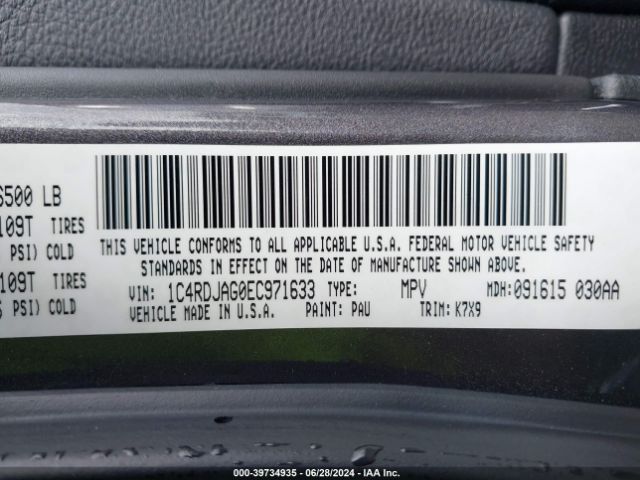 6500 LB
109T TIRES
PSI) COLD
109T TIRES
PSI) COLD
THIS VEHICLE CONFORMS TO ALL APPLICABLE U.S.A. FEDERAL MOTOR VEHICLE SAFETY
STANDARDS IN EFFECT ON THE DATE OF MANUFACTURE SHOWN ABOVE.
VIN: 1C4RDJAG0EC971633 TYPE: MPV MDH:091615 030AA
VEHICLE MADE IN U.S.A. PAINT: PAU TRIM: K7X9
000-39734935 - 06/28/2024 - IAA Inc.